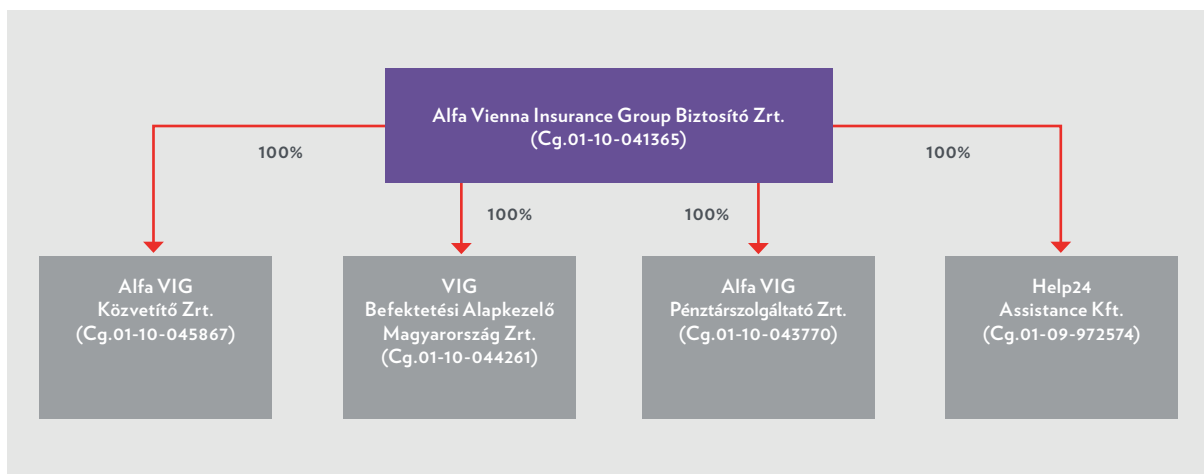 Alfa Vienna Insurance Group Biztosító Zrt.
(Cg.01-10-041365)
100%
100%
100%
100%
Alfa VIG
Közvetítő Zrt.
(Cg.01-10-045867)
VIG
Befektetési Alapkezelő
Magyarország Zrt.
(Cg.01-10-044261)
Alfa VIG
Pénztárszolgáltató Zrt.
(Cg.01-10-043770)
Help24
Assistance Kft.
(Cg.01-09-972574)